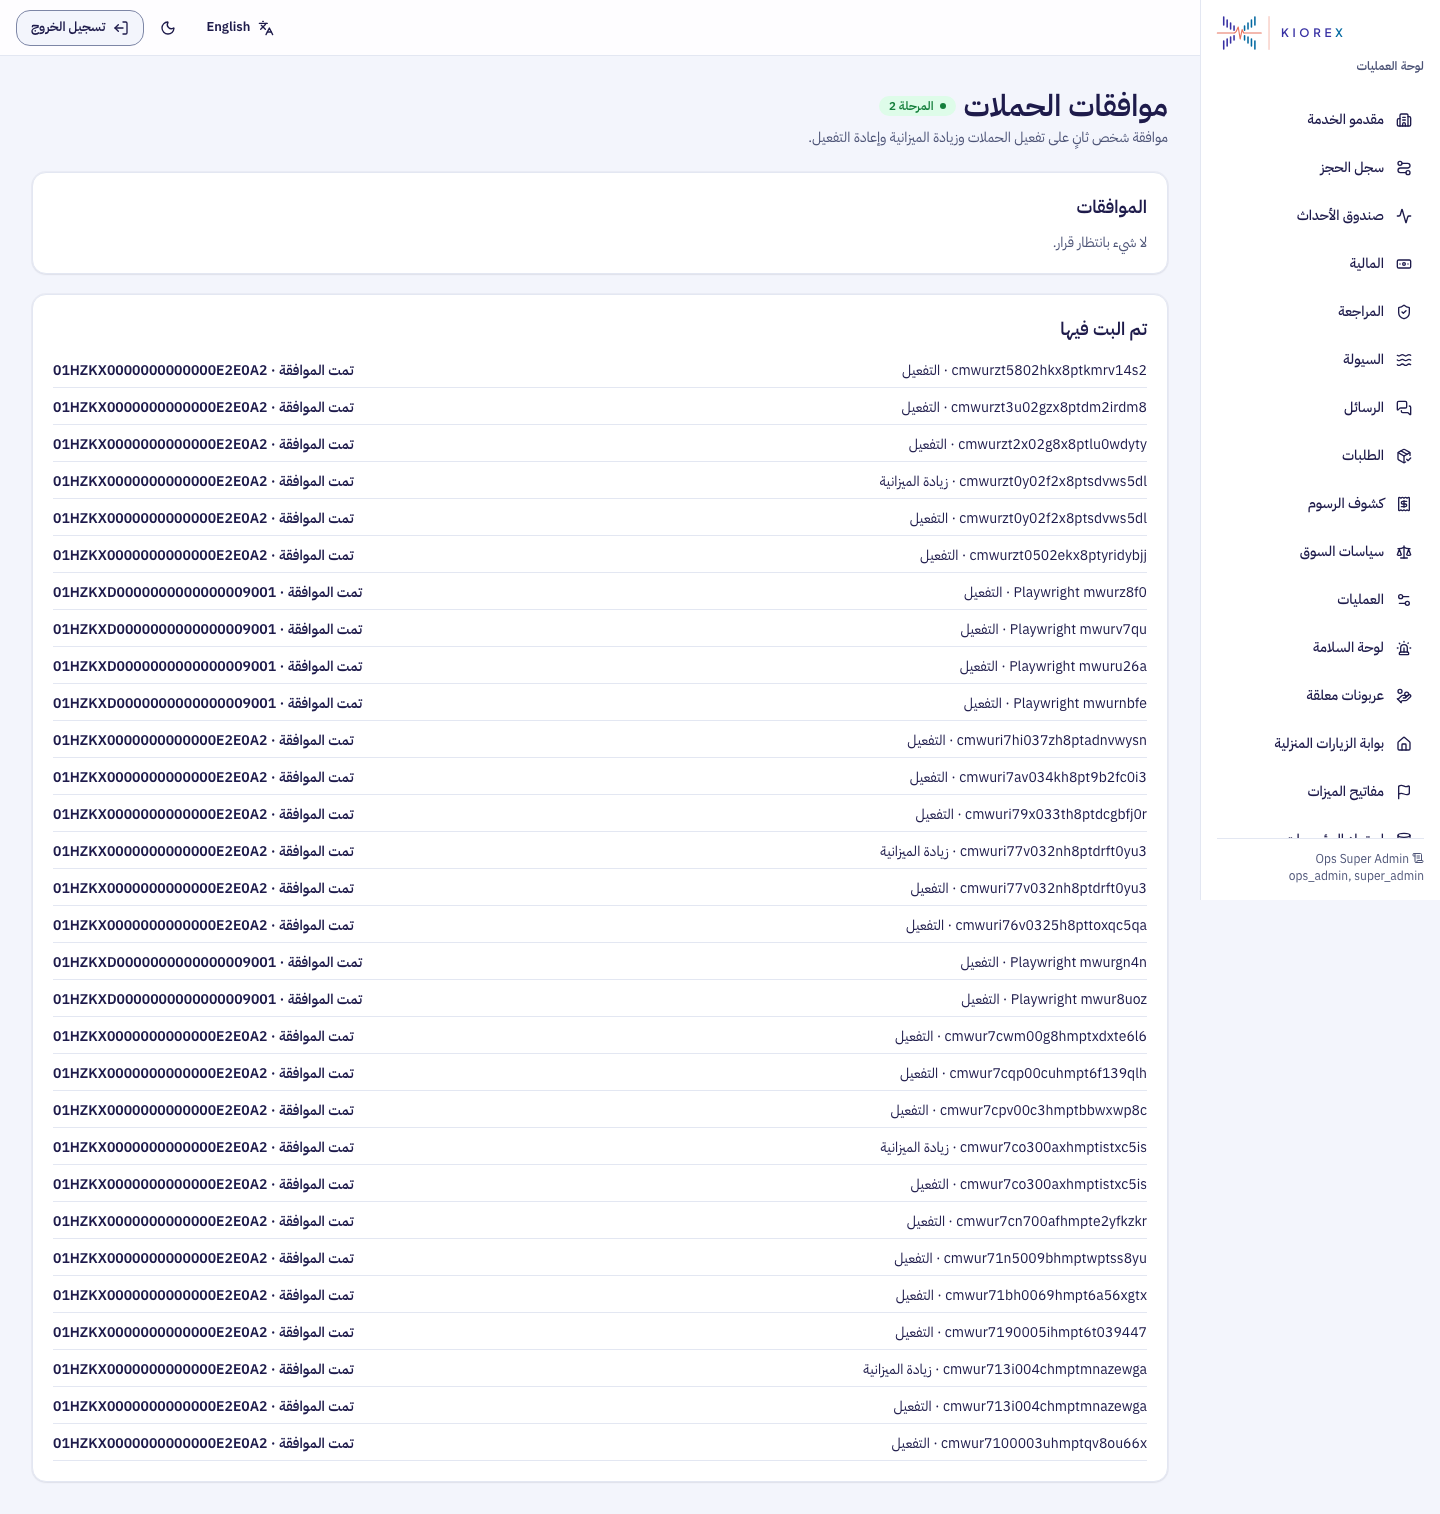 KIOREX
لوحة العمليات
مقدمو الخدمة
سجل الحجز
صندوق الأحداث
المالية
المراجعة
السيولة
الرسائل
الطلبات
كشوف الرسوم
سياسات السوق
العمليات
لوحة السلامة
عربونات معلقة
بوابة الزيارات المنزلية
مفاتيح الميزات
Ops Super Admin
ops_admin, super_admin
English
تسجيل الخروج
موافقات الحملات
المرحلة 2
موافقة شخص ثانٍ على تفعيل الحملات وزيادة الميزانية وإعادة التفعيل.
الموافقات
لا شيء بانتظار قرار.
تم البت فيها
cmwurzt5802hkx8ptkmrv14s2 · التفعيل تمت الموافقة · 01HZKX0000000000000E2E0A2
cmwurzt3u02gzx8ptdm2irdm8 · التفعيل تمت الموافقة · 01HZKX0000000000000E2E0A2
cmwurzt2x02g8x8ptlu0wdyty · التفعيل تمت الموافقة · 01HZKX0000000000000E2E0A2
cmwurzt0y02f2x8ptsdvws5dl · زيادة الميزانية تمت الموافقة · 01HZKX0000000000000E2E0A2
cmwurzt0y02f2x8ptsdvws5dl · التفعيل تمت الموافقة · 01HZKX0000000000000E2E0A2
cmwurzt0502ekx8ptyridybjj · التفعيل تمت الموافقة · 01HZKX0000000000000E2E0A2
Playwright mwurz8f0 · التفعيل تمت الموافقة · 01HZKXD0000000000000009001
Playwright mwurv7qu · التفعيل تمت الموافقة · 01HZKXD0000000000000009001
Playwright mwuru26a · التفعيل تمت الموافقة · 01HZKXD0000000000000009001
Playwright mwurnbfe · التفعيل تمت الموافقة · 01HZKXD0000000000000009001
cmwuri7hi037zh8ptadnvwysn · التفعيل تمت الموافقة · 01HZKX0000000000000E2E0A2
cmwuri7av034kh8pt9b2fc0i3 · التفعيل تمت الموافقة · 01HZKX0000000000000E2E0A2
cmwuri79x033th8ptdcgbfj0r · التفعيل تمت الموافقة · 01HZKX0000000000000E2E0A2
cmwuri77v032nh8ptdrft0yu3 · زيادة الميزانية تمت الموافقة · 01HZKX0000000000000E2E0A2
cmwuri77v032nh8ptdrft0yu3 · التفعيل تمت الموافقة · 01HZKX0000000000000E2E0A2
cmwuri76v0325h8pttoxqc5qa · التفعيل تمت الموافقة · 01HZKX0000000000000E2E0A2
Playwright mwurgn4n · التفعيل تمت الموافقة · 01HZKXD0000000000000009001
Playwright mwur8uoz · التفعيل تمت الموافقة · 01HZKXD0000000000000009001
cmwur7cwm00g8hmptxdxte6l6 · التفعيل تمت الموافقة · 01HZKX0000000000000E2E0A2
cmwur7cqp00cuhmpt6f139qlh · التفعيل تمت الموافقة · 01HZKX0000000000000E2E0A2
cmwur7cpv00c3hmptbbwxwp8c · التفعيل تمت الموافقة · 01HZKX0000000000000E2E0A2
cmwur7co300axhmptistxc5is · زيادة الميزانية تمت الموافقة · 01HZKX0000000000000E2E0A2
cmwur7co300axhmptistxc5is · التفعيل تمت الموافقة · 01HZKX0000000000000E2E0A2
cmwur7cn700afhmpte2yfkzkr · التفعيل تمت الموافقة · 01HZKX0000000000000E2E0A2
cmwur71n5009bhmptwptss8yu · التفعيل تمت الموافقة · 01HZKX0000000000000E2E0A2
cmwur71bh0069hmpt6a56xgtx · التفعيل تمت الموافقة · 01HZKX0000000000000E2E0A2
cmwur7190005ihmpt6t039447 · التفعيل تمت الموافقة · 01HZKX0000000000000E2E0A2
cmwur713i004chmptmnazewga · زيادة الميزانية تمت الموافقة · 01HZKX0000000000000E2E0A2
cmwur713i004chmptmnazewga · التفعيل تمت الموافقة · 01HZKX0000000000000E2E0A2
cmwur7100003uhmptqv8ou66x · التفعيل تمت الموافقة · 01HZKX0000000000000E2E0A2